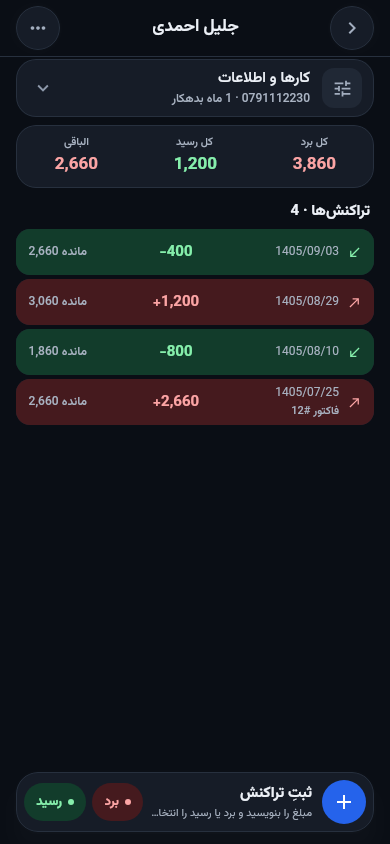 جلیل احمدی
کارها و اطلاعات
0791112230 · 1 ماه بدهکار
کل برد
3,860
کل رسید
1,200
الباقی
2,660
تراکنش‌ها · 4
1405/09/03
−400
مانده 2,660
1405/08/29
+1,200
مانده 3,060
1405/08/10
−800
مانده 1,860
1405/07/25
فاکتور #12
+2,660
مانده 2,660
ثبتِ تراکنش
مبلغ را بنویسید و برد یا رسید را انتخا...
برد
رسید